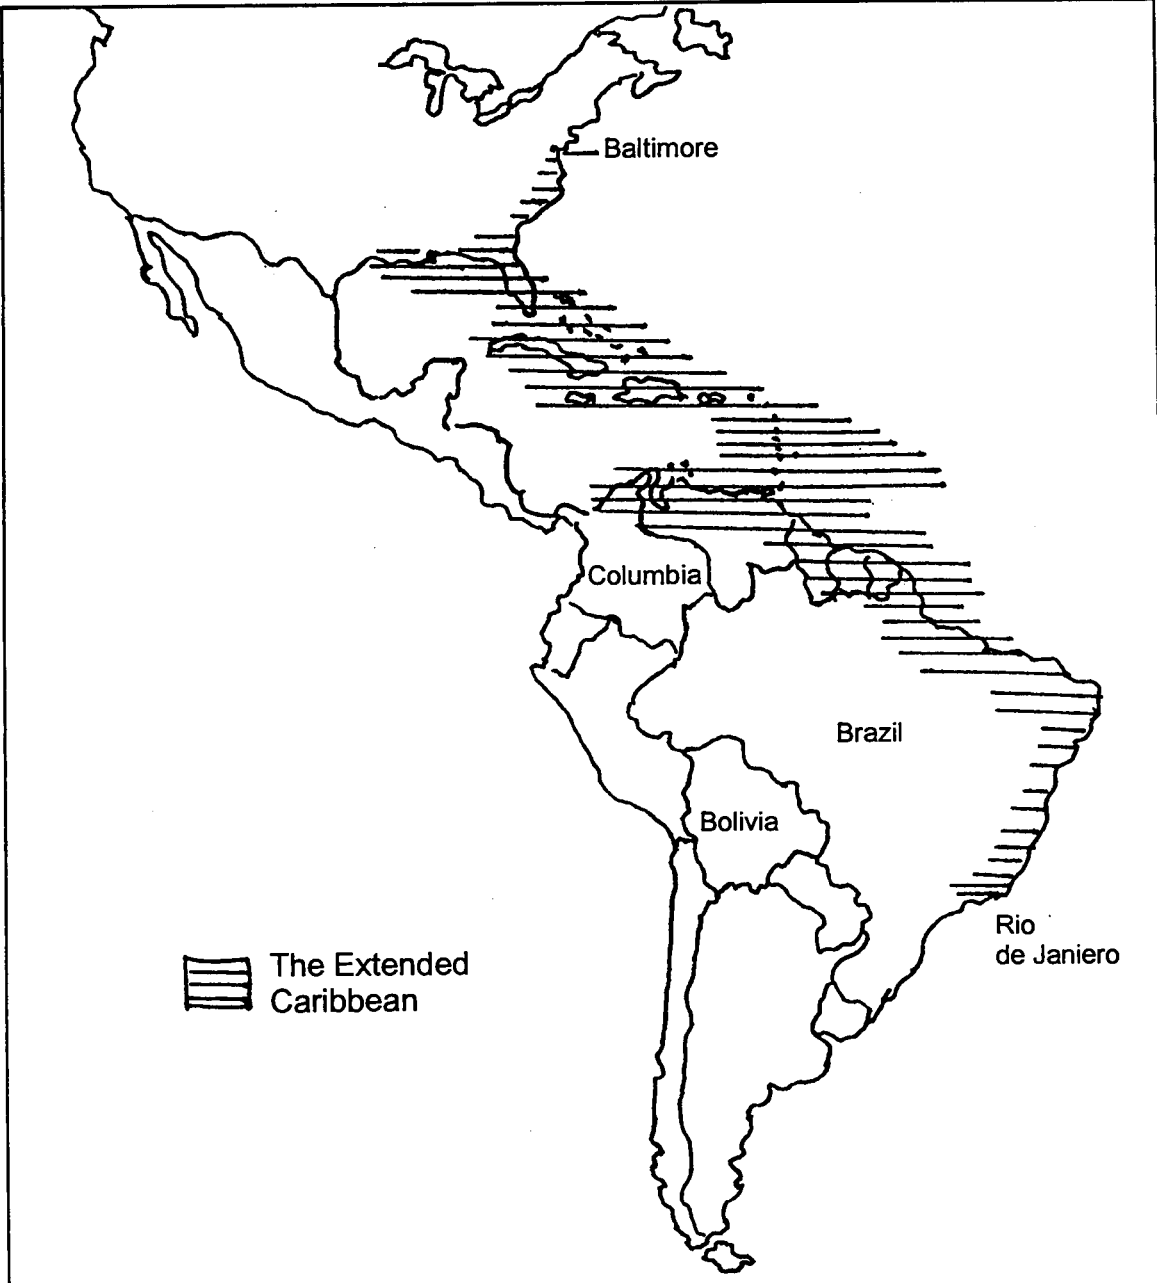 Baltimore
Columbia
Brazil
Bolivia
Rio
de Janiero
The Extended
Caribbean